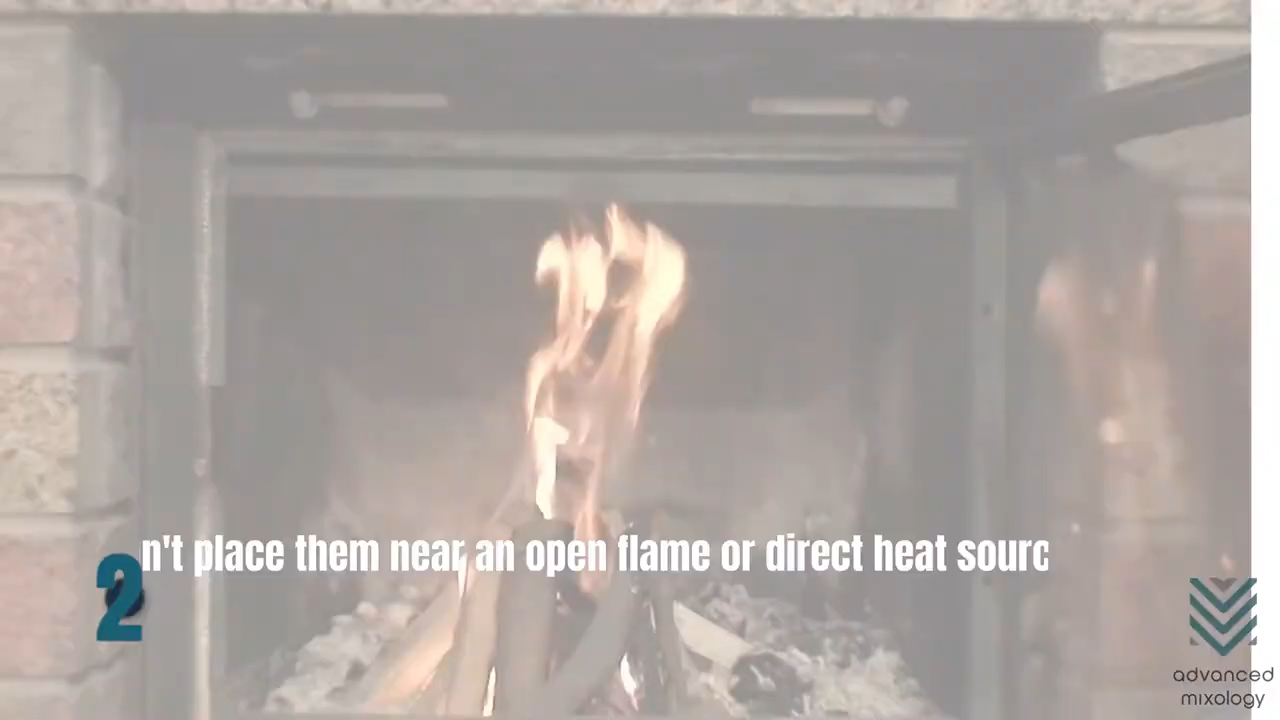 n't place them near an open flame or direct heat sourc
2
advanced
mixology